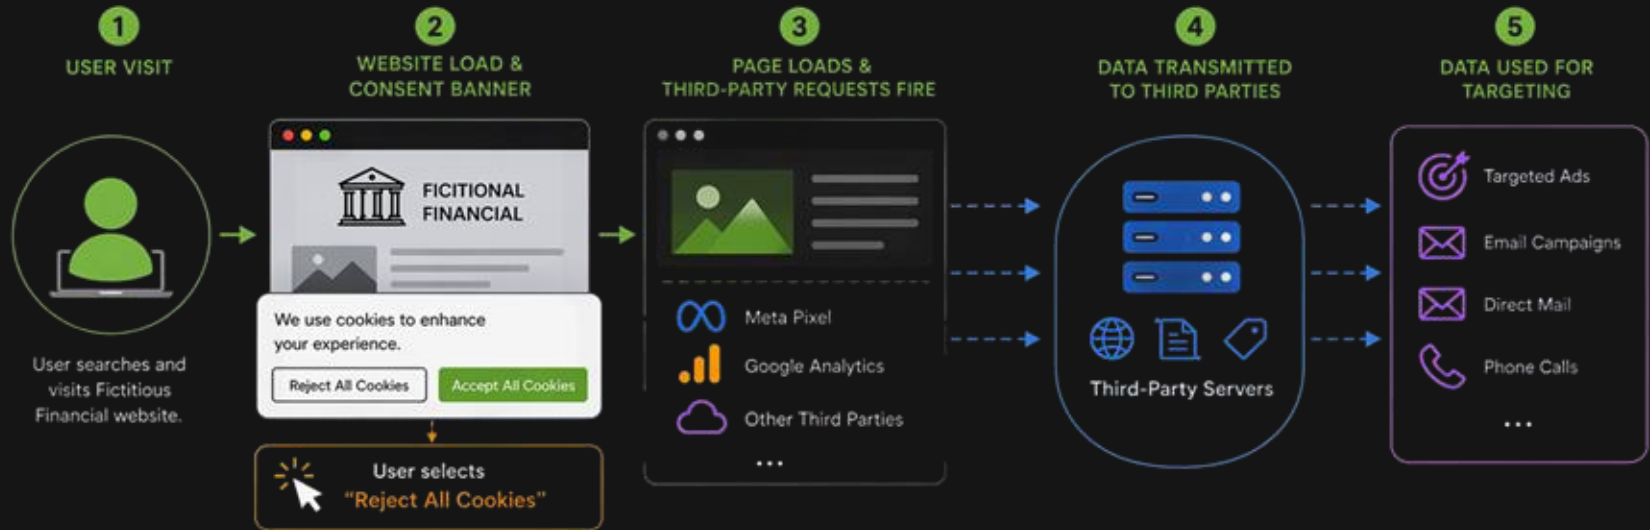 1
USER VISIT
User searches and
visits Fictitious
Financial website.
2
WEBSITE LOAD &
CONSENT BANNER
FICITIONAL
FINANCIAL
We use cookies to enhance
your experience.
Reject All Cookies
Accept All Cookies
User selects
“Reject All Cookies”
3
PAGE LOADS &
THIRD-PARTY REQUESTS FIRE
Meta Pixel
Google Analytics
Other Third Parties
...
4
DATA TRANSMITTED
TO THIRD PARTIES
Third-Party Servers
5
DATA USED FOR
TARGETING
Targeted Ads
Email Campaigns
Direct Mail
Phone Calls
...